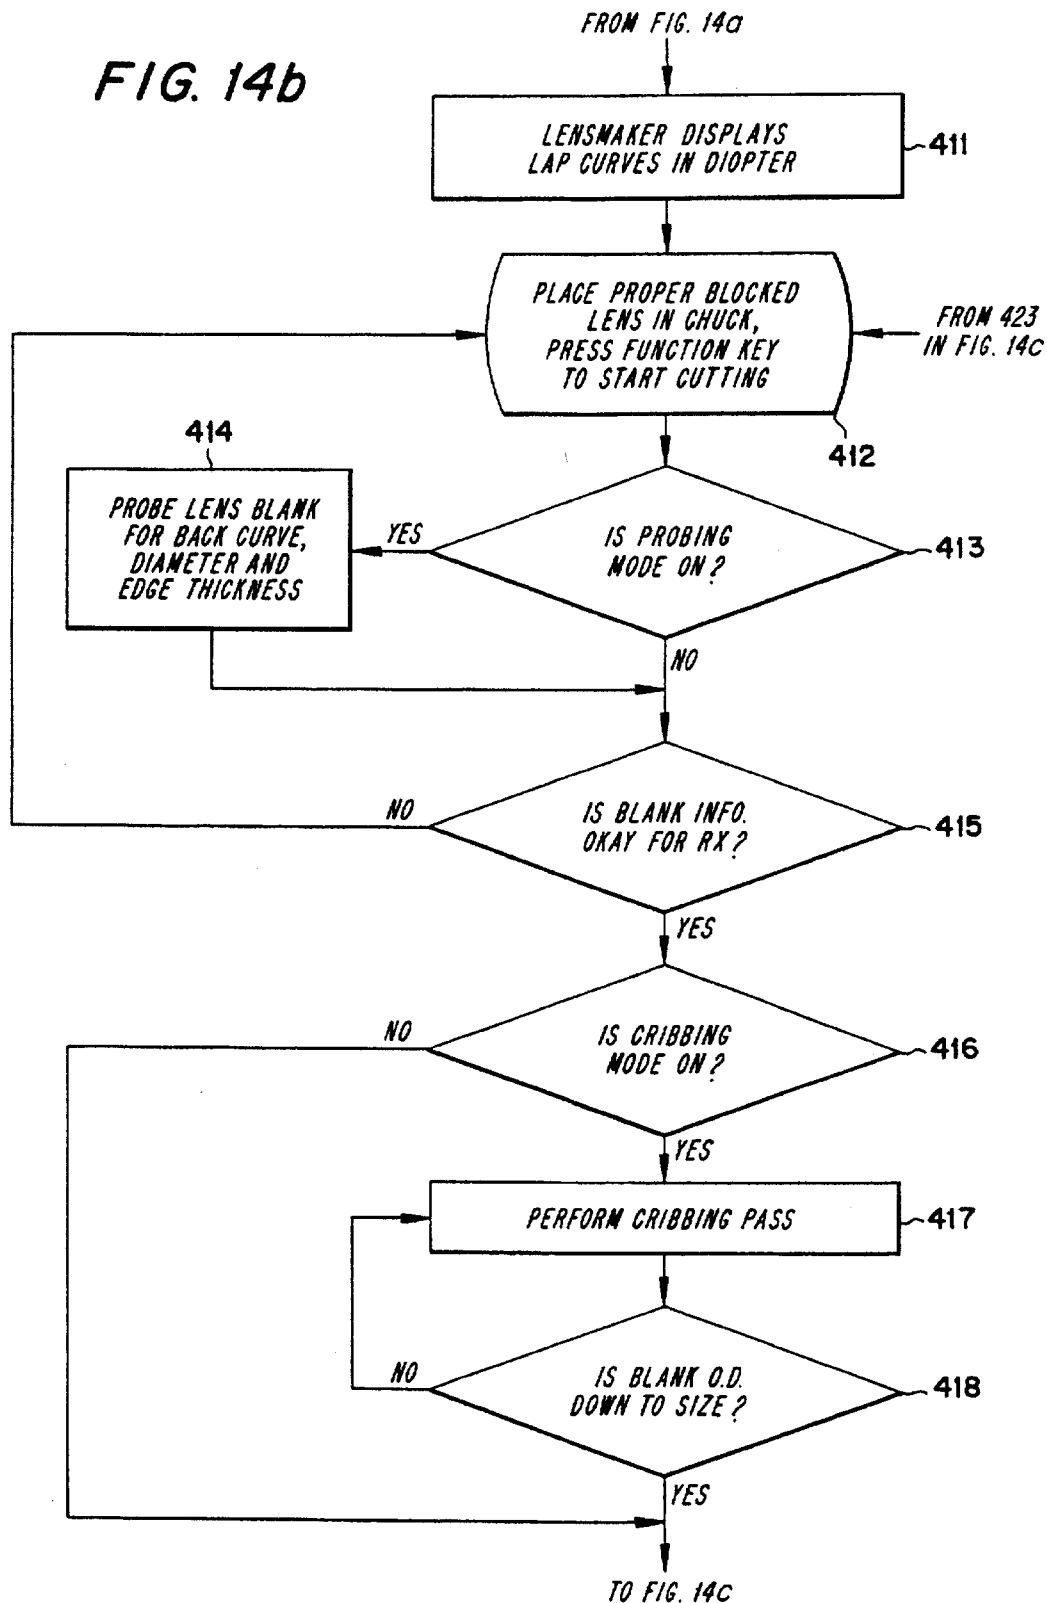 FROM FIG. 14a
FIG. 14b
LENSMAKER DISPLAYS
LAP CURVES IN DIOPTER
411
PLACE PROPER BLOCKED
LENS IN CHUCK,
PRESS FUNCTION KEY
TO START CUTTING
FROM 423
IN FIG. 14c
412
414
PROBE LENS BLANK
FOR BACK CURVE,
DIAMETER AND
EDGE THICKNESS
YES
IS PROBING
MODE ON?
413
NO
NO
IS BLANK INFO.
OKAY FOR RX?
415
YES
NO
IS CRIBBING
MODE ON?
416
YES
PERFORM CRIBBING PASS
417
NO
IS BLANK O.D.
DOWN TO SIZE?
418
YES
TO FIG. 14c